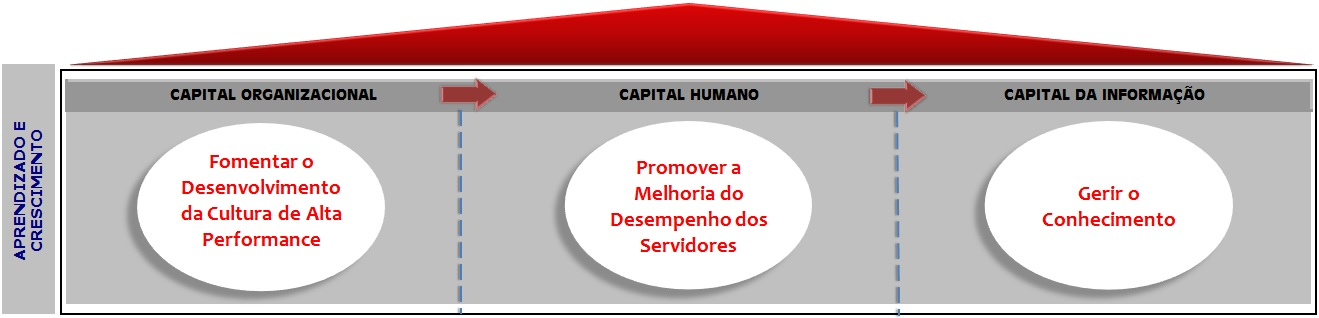 APRENDIZADO E
CRESCIMENTO
CAPITAL ORGANIZACIONAL
CAPITAL HUMANO
CAPITAL DA INFORMAÇÃO
Fomentar o
Desenvolvimento
da Cultura de Alta
Performance
Promover a
Melhoria do
Desempenho dos
Servidores
Gerir o
Conhecimento